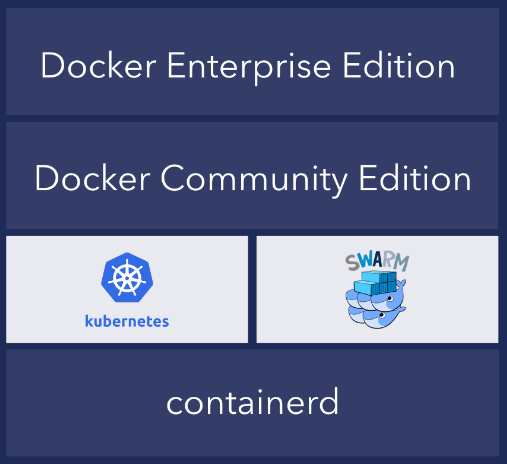 Docker Enterprise Edition
Docker Community Edition
kubernetes
SWARM
containerd